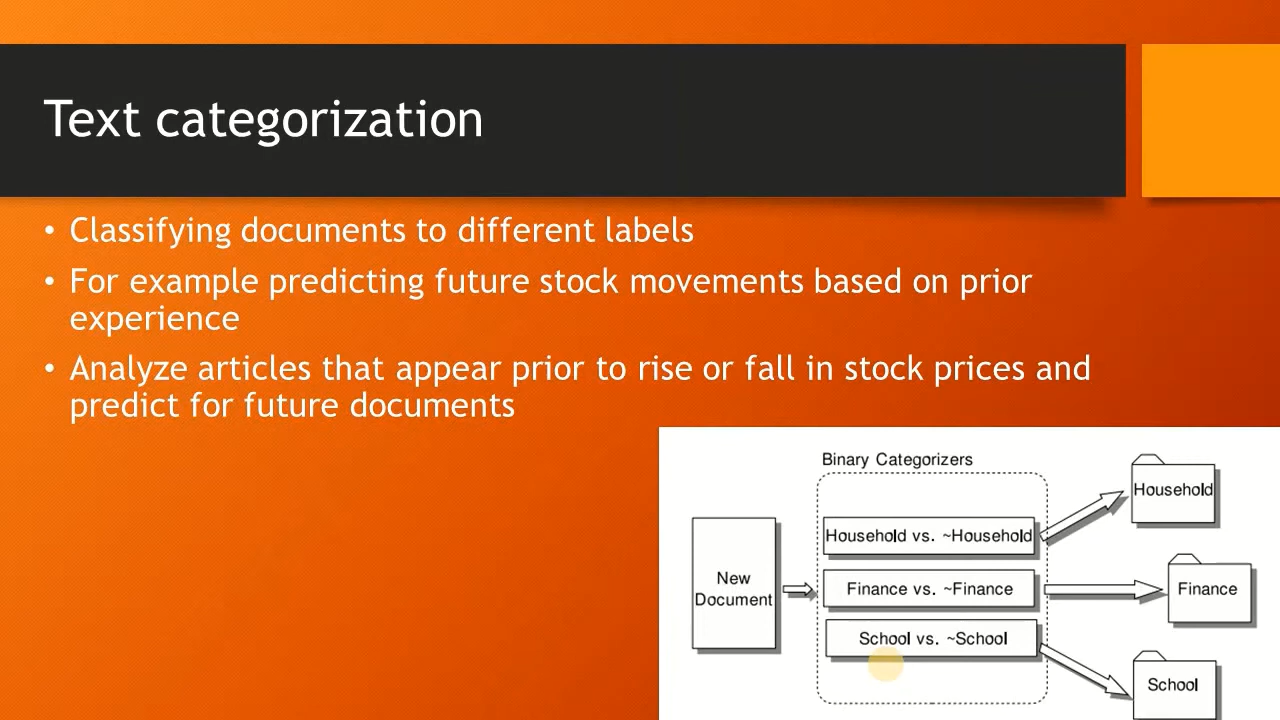 Text categorization
• Classifying documents to different labels
• For example predicting future stock movements based on prior
experience
• Analyze articles that appear prior to rise or fall in stock prices and
predict for future documents
Binary Categorizers
New
Document
Household vs. ~Household
Finance vs. ~Finance
School vs. ~School
Household
Finance
School